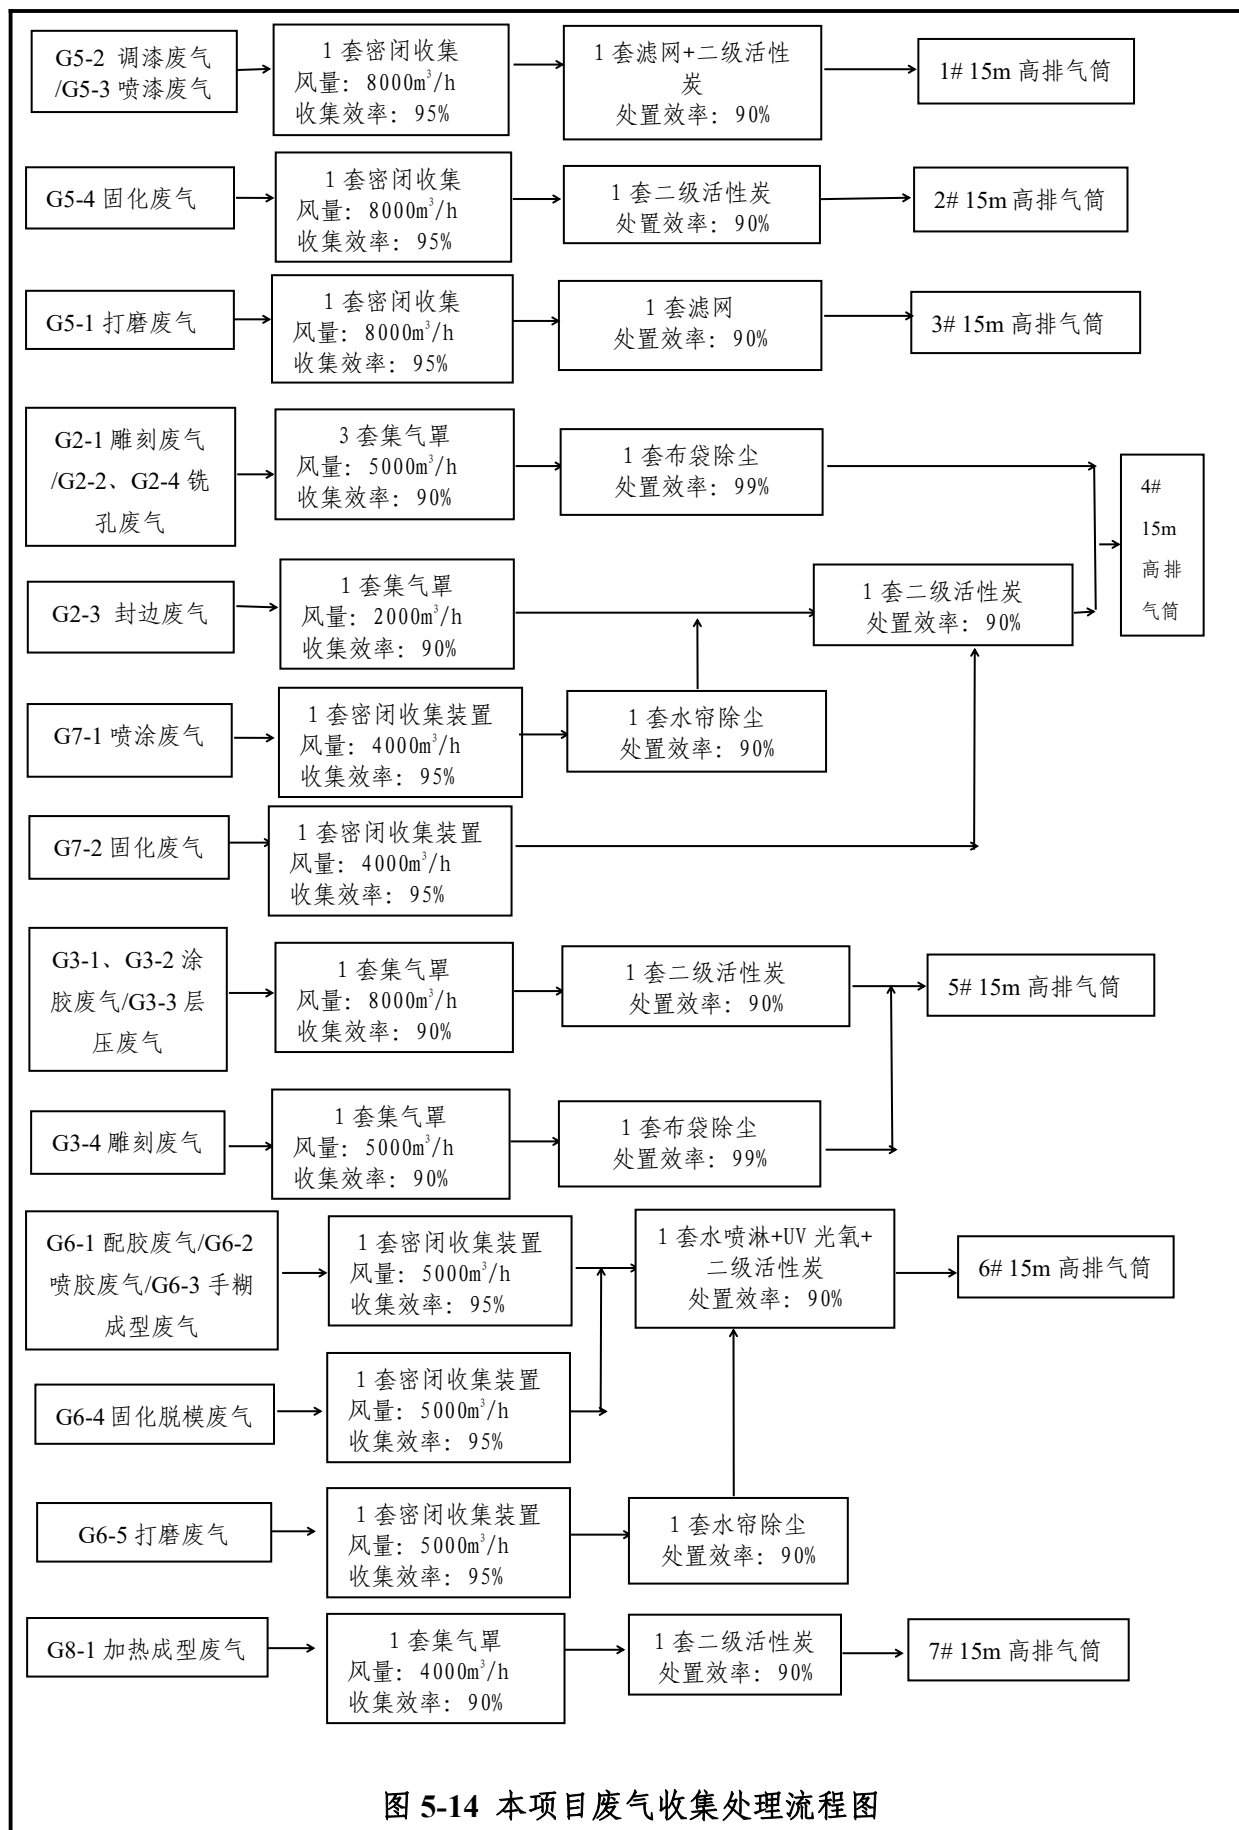 G5-2 调漆废气
/G5-3 喷漆废气
1 套密闭收集
风量：8000m³/h
收集效率：95%
1 套滤网+二级活性
炭
处置效率：90%
1# 15m 高排气筒
G5-4 固化废气
1 套密闭收集
风量：8000m³/h
收集效率：95%
1 套二级活性炭
处置效率：90%
2# 15m 高排气筒
G5-1 打磨废气
1 套密闭收集
风量：8000m³/h
收集效率：95%
1 套滤网
处置效率：90%
3# 15m 高排气筒
G2-1 雕刻废气
/G2-2、G2-4 铣
孔废气
3 套集气罩
风量：5000m³/h
收集效率：90%
1 套布袋除尘
处置效率：99%
4#
15m
高排
气筒
G2-3 封边废气
1 套集气罩
风量：2000m³/h
收集效率：90%
1 套二级活性炭
处置效率：90%
G7-1 喷涂废气
1 套密闭收集装置
风量：4000m³/h
收集效率：95%
1 套水帘除尘
处置效率：90%
G7-2 固化废气
1 套密闭收集装置
风量：4000m³/h
收集效率：95%
G3-1、G3-2 涂
胶废气/G3-3 层
压废气
1 套集气罩
风量：8000m³/h
收集效率：90%
1 套二级活性炭
处置效率：90%
5# 15m 高排气筒
G3-4 雕刻废气
1 套集气罩
风量：5000m³/h
收集效率：90%
1 套布袋除尘
处置效率：99%
G6-1 配胶废气/G6-2
喷胶废气/G6-3 手糊
成型废气
1 套密闭收集装置
风量：5000m³/h
收集效率：95%
1 套水喷淋+UV 光氧+
二级活性炭
处置效率：90%
6# 15m 高排气筒
G6-4 固化脱模废气
1 套密闭收集装置
风量：5000m³/h
收集效率：95%
G6-5 打磨废气
1 套密闭收集装置
风量：5000m³/h
收集效率：95%
1 套水帘除尘
处置效率：90%
G8-1 加热成型废气
1 套集气罩
风量：4000m³/h
收集效率：90%
1 套二级活性炭
处置效率：90%
7# 15m 高排气筒
图 5-14 本项目废气收集处理流程图